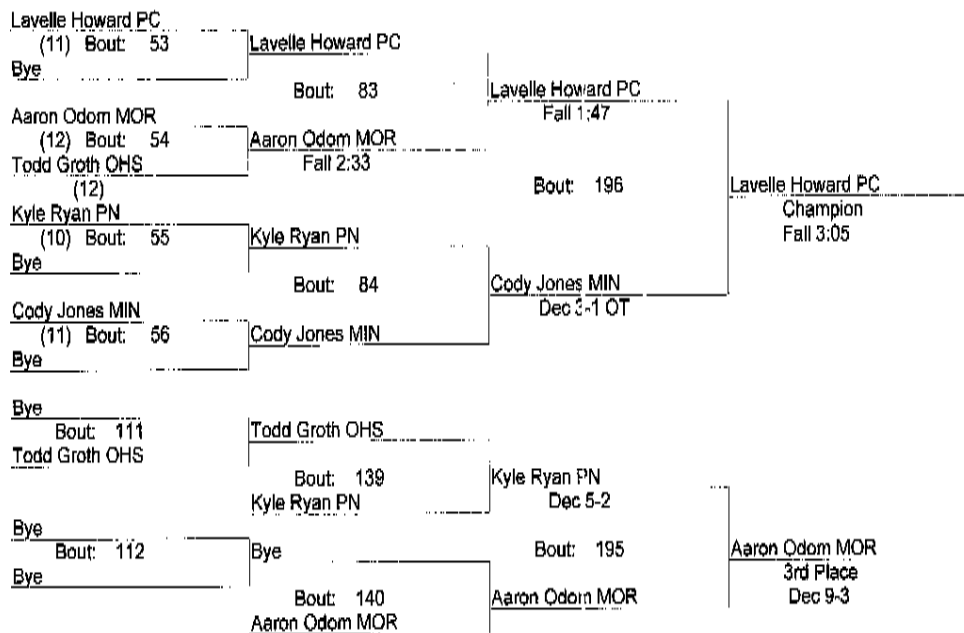 Lavelle Howard PC
(11) Bout: 53
Bye
Lavelle Howard PC
Bout: 83
Lavelle Howard PC
Fall 1:47
Aaron Odom MOR
(12) Bout: 54
Todd Groth OHS
(12)
Aaron Odom MOR
Fall 2:33
Bout: 196
Lavelle Howard PC
Champion
Fall 3:05
Kyle Ryan PN
(10) Bout: 55
Bye
Kyle Ryan PN
Bout: 84
Cody Jones MIN
Dec 3-1 OT
Cody Jones MIN
(11) Bout: 56
Bye
Cody Jones MIN
Bye
Bout: 111
Todd Groth OHS
Todd Groth OHS
Bout: 139
Kyle Ryan PN
Kyle Ryan PN
Dec 5-2
Bye
Bout: 112
Bye
Bye
Bout: 140
Aaron Odom MOR
Bout: 195
Aaron Odom MOR
Aaron Odom MOR
3rd Place
Dec 9-3